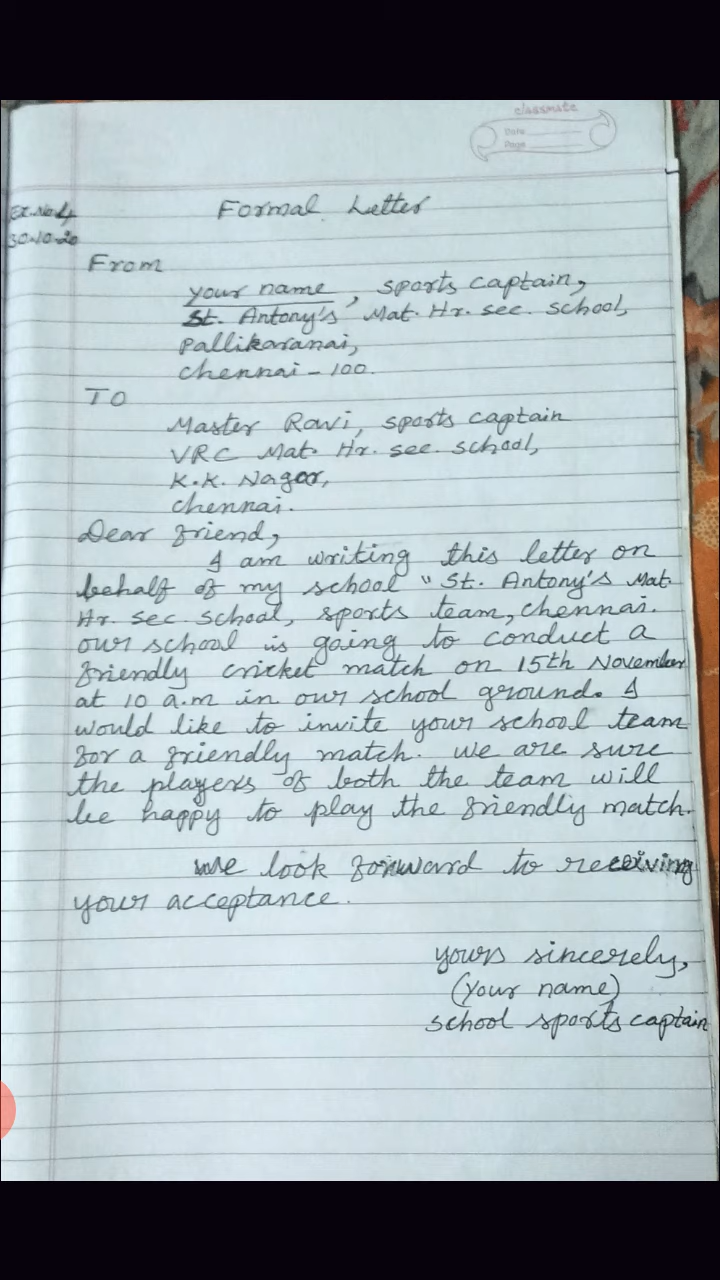 classmate
Date
Page
Ex.No.4
30.10.20
Formal Letter
From
your name, sports captain,
St. Antony's Mat. Hr. sec. school,
Pallikaranai,
chennai - 100.
TO
Master Ravi, sports captain
VRC Mat. Hr. sec. school,
K.K. Nagar,
chennai.
Dear friend,
I am writing this letter on
behalf of my school "St. Antony's Mat.
Hr. sec. school, sports team, chennai.
our school is going to conduct a
friendly cricket match on 15th November
at 10 a.m in our school ground. I
would like to invite your school team
for a friendly match. we are sure
the players of both the team will
be happy to play the friendly match.
we look forward to receiving
your acceptance.
yours sincerely,
(your name)
school sports captain